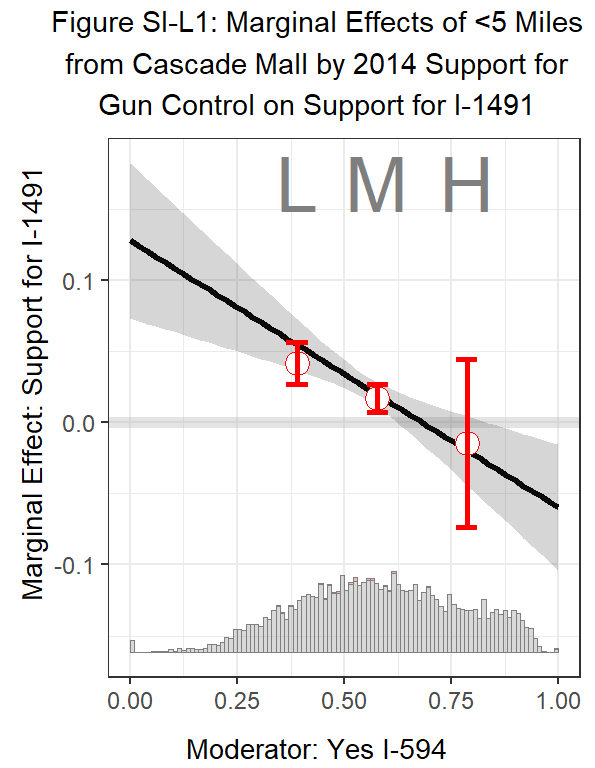 Figure SI-L1: Marginal Effects of <5 Miles
from Cascade Mall by 2014 Support for
Gun Control on Support for I-1491
L M H
Marginal Effect: Support for I-1491
0.1
0.0
-0.1
0.00 0.25 0.50 0.75 1.00
Moderator: Yes I-594